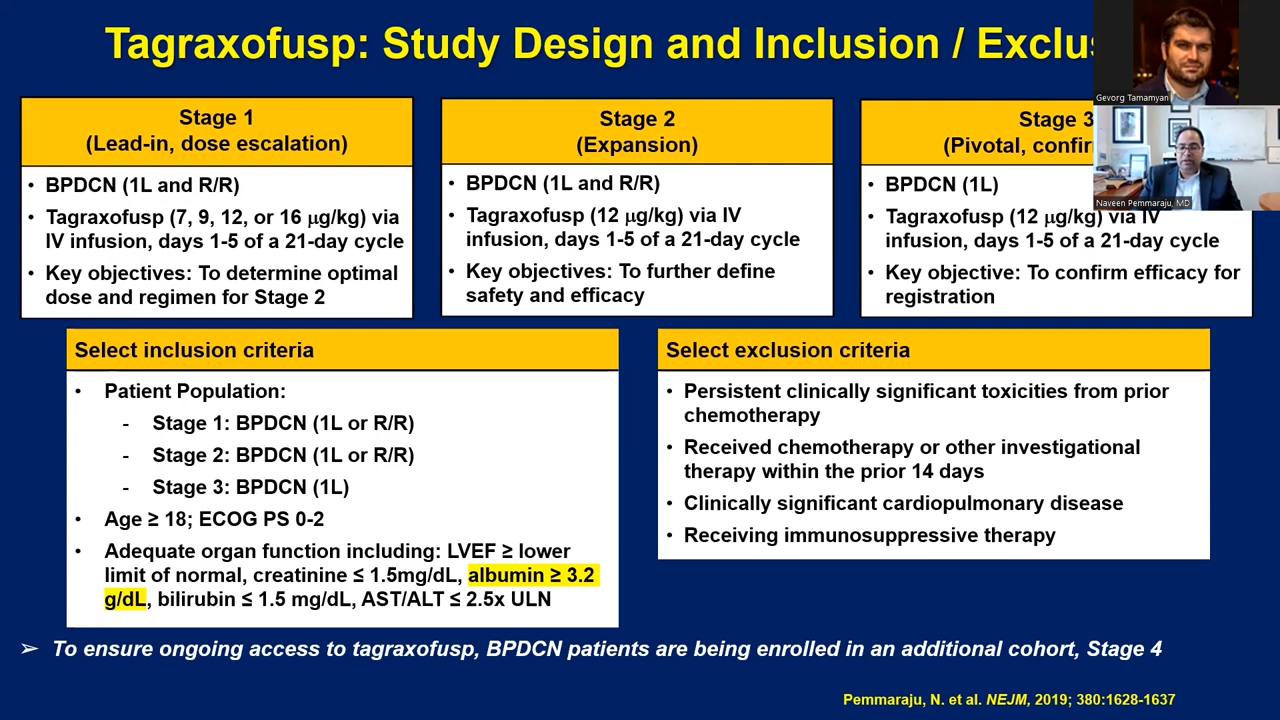 Tagraxofusp: Study Design and Inclusion / Exclus
Gevorg Tamamyan
Naveen Pemmaraju, MD
Stage 1
(Lead-in, dose escalation)
• BPDCN (1L and R/R)
• Tagraxofusp (7, 9, 12, or 16 μg/kg) via
IV infusion, days 1-5 of a 21-day cycle
• Key objectives: To determine optimal
dose and regimen for Stage 2
Stage 2
(Expansion)
• BPDCN (1L and R/R)
• Tagraxofusp (12 μg/kg) via IV
infusion, days 1-5 of a 21-day cycle
• Key objectives: To further define
safety and efficacy
Stage 3
(Pivotal, confir
• BPDCN (1L)
• Tagraxofusp (12 μg/kg) via IV
infusion, days 1-5 of a 21-day cycle
• Key objective: To confirm efficacy for
registration
Select inclusion criteria
• Patient Population:
- Stage 1: BPDCN (1L or R/R)
- Stage 2: BPDCN (1L or R/R)
- Stage 3: BPDCN (1L)
• Age ≥ 18; ECOG PS 0-2
• Adequate organ function including: LVEF ≥ lower
limit of normal, creatinine ≤ 1.5mg/dL, albumin ≥ 3.2
g/dL, bilirubin ≤ 1.5 mg/dL, AST/ALT ≤ 2.5x ULN
Select exclusion criteria
• Persistent clinically significant toxicities from prior
chemotherapy
• Received chemotherapy or other investigational
therapy within the prior 14 days
• Clinically significant cardiopulmonary disease
• Receiving immunosuppressive therapy
➢ To ensure ongoing access to tagraxofusp, BPDCN patients are being enrolled in an additional cohort, Stage 4
Pemmaraju, N. et al. NEJM, 2019; 380:1628-1637